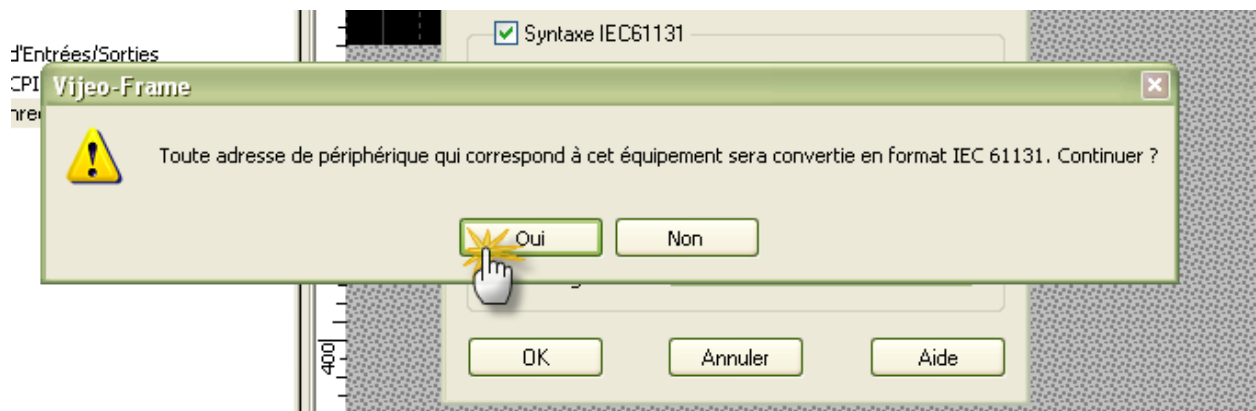 Syntaxe IEC61131
d'Entrées/Sorties
Vijeo-Frame
Toute adresse de périphérique qui correspond à cet équipement sera convertie en format IEC 61131. Continuer ?
Oui
Non
OK
Annuler
Aide
400